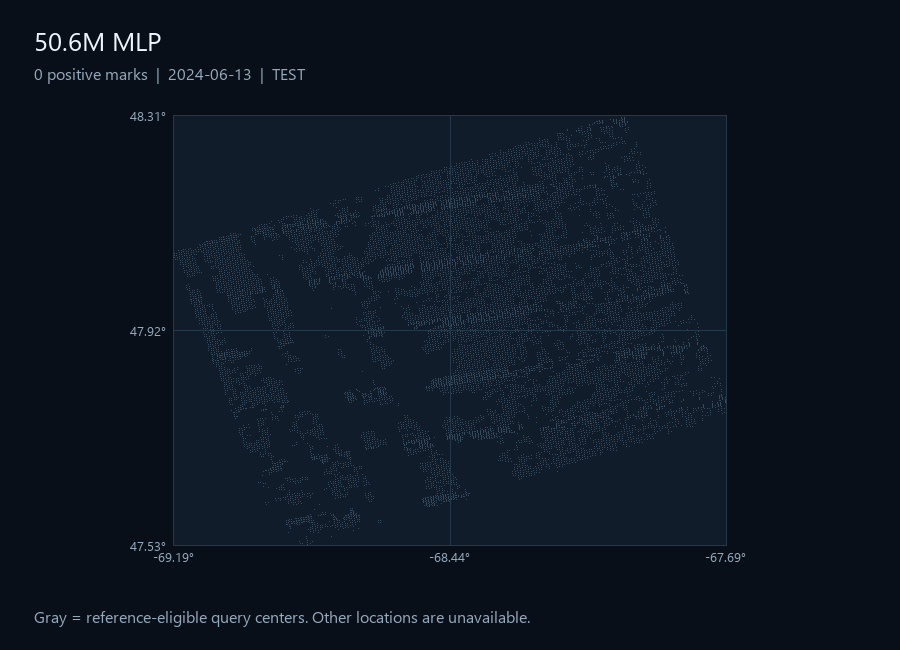 50.6M MLP
0 positive marks | 2024-06-13 | TEST
48.31°
47.92°
47.53°
-69.19°
-68.44°
-67.69°
Gray = reference-eligible query centers. Other locations are unavailable.